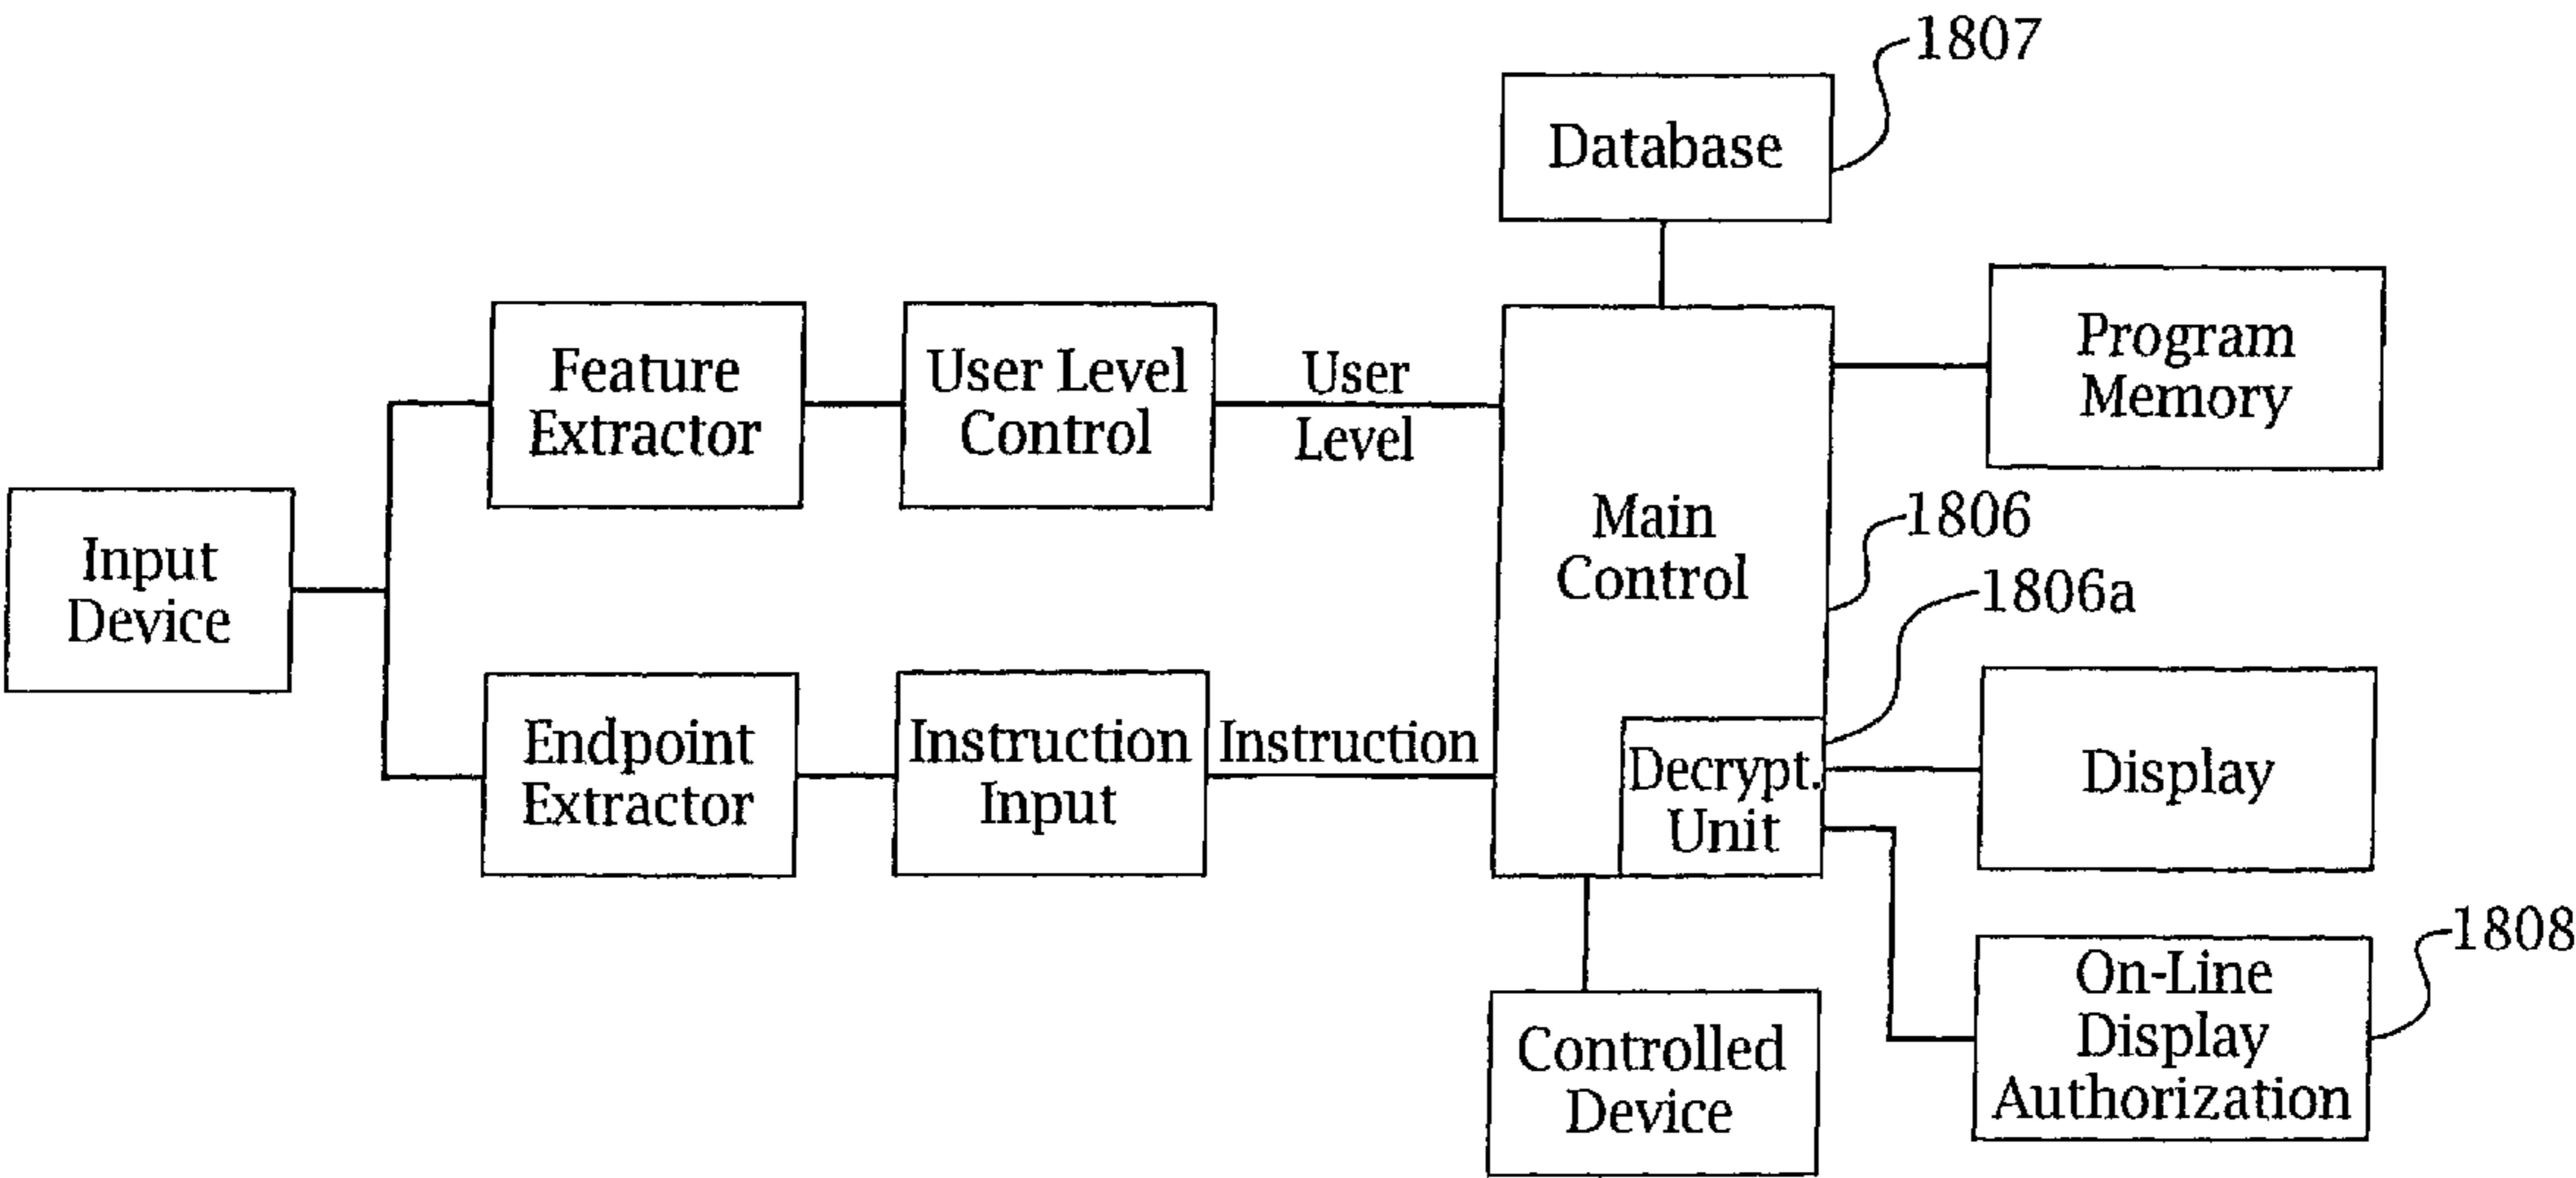 1807
Database
Program
Memory
Feature
Extractor
User Level
Control
User
Level
Input
Device
Main
Control
1806
1806a
Endpoint
Extractor
Instruction
Input
Instruction
Decrypt.
Unit
Display
1808
On-Line
Display
Authorization
Controlled
Device